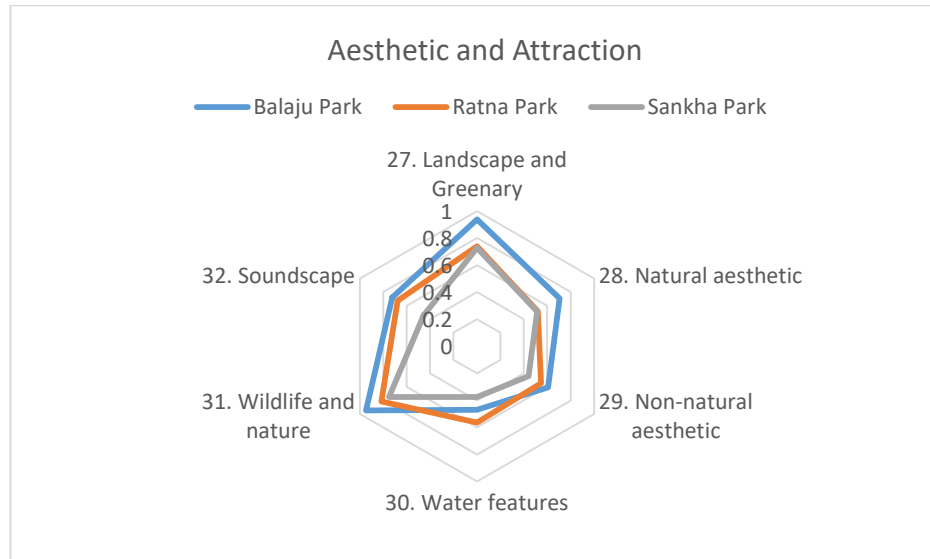 Aesthetic and Attraction
Balaju Park
Ratna Park
Sankha Park
27. Landscape and
Greenary
1
0.8
0.6
0.4
0.2
0
28. Natural aesthetic
29. Non-natural
aesthetic
30. Water features
31. Wildlife and
nature
32. Soundscape